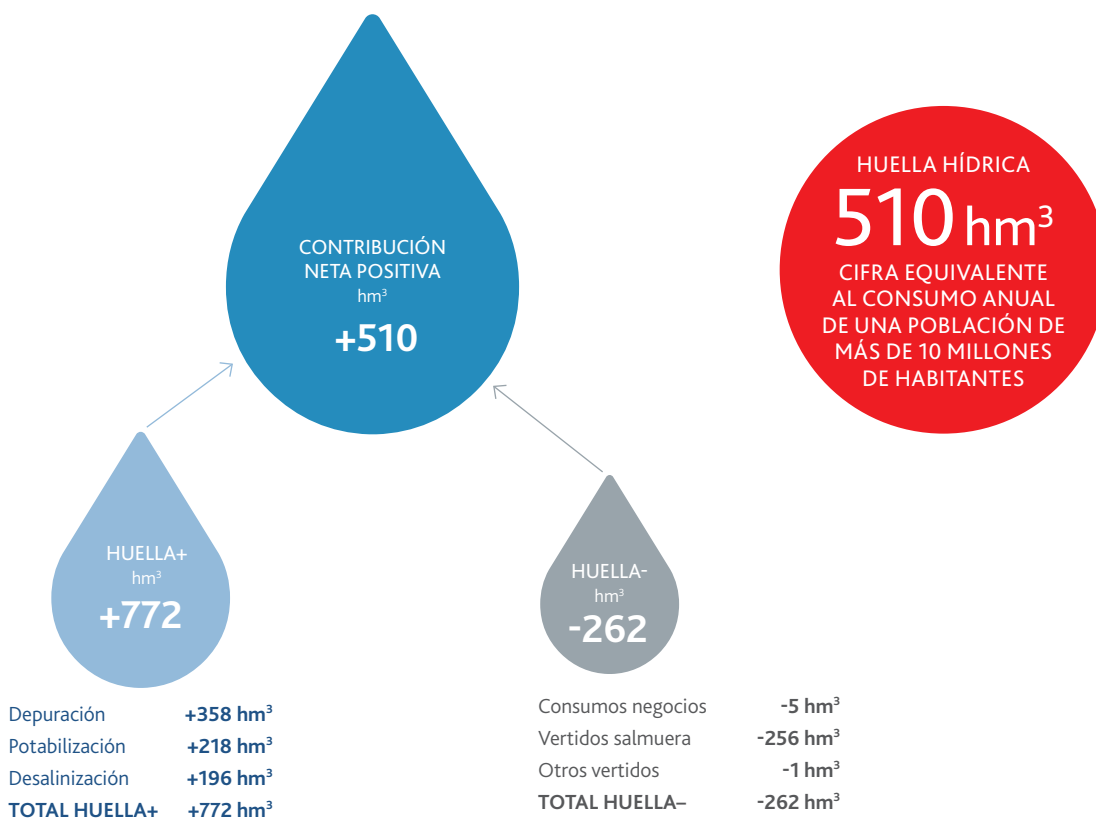 CONTRIBUCIÓN
NETA POSITIVA
hm³
+510
HUELLA HÍDRICA
510 hm³
CIFRA EQUIVALENTE
AL CONSUMO ANUAL
DE UNA POBLACIÓN DE
MÁS DE 10 MILLONES
DE HABITANTES
HUELLA+
hm³
+772
HUELLA-
hm³
-262
Depuración +358 hm³
Potabilización +218 hm³
Desalinización +196 hm³
TOTAL HUELLA+ +772 hm³
Consumos negocios -5 hm³
Vertidos salmuera -256 hm³
Otros vertidos -1 hm³
TOTAL HUELLA– -262 hm³